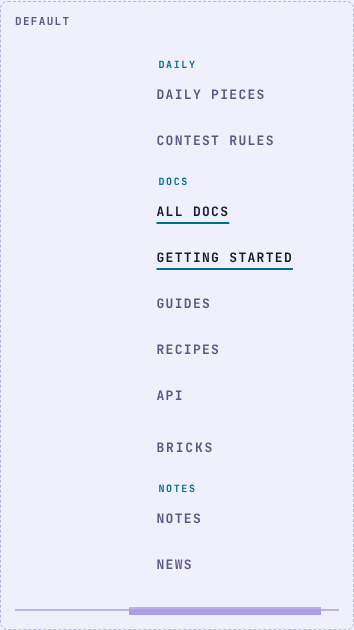 DEFAULT
DAILY
DAILY PIECES
CONTEST RULES
DOCS
ALL DOCS
GETTING STARTED
GUIDES
RECIPES
API
BRICKS
NOTES
NOTES
NEWS